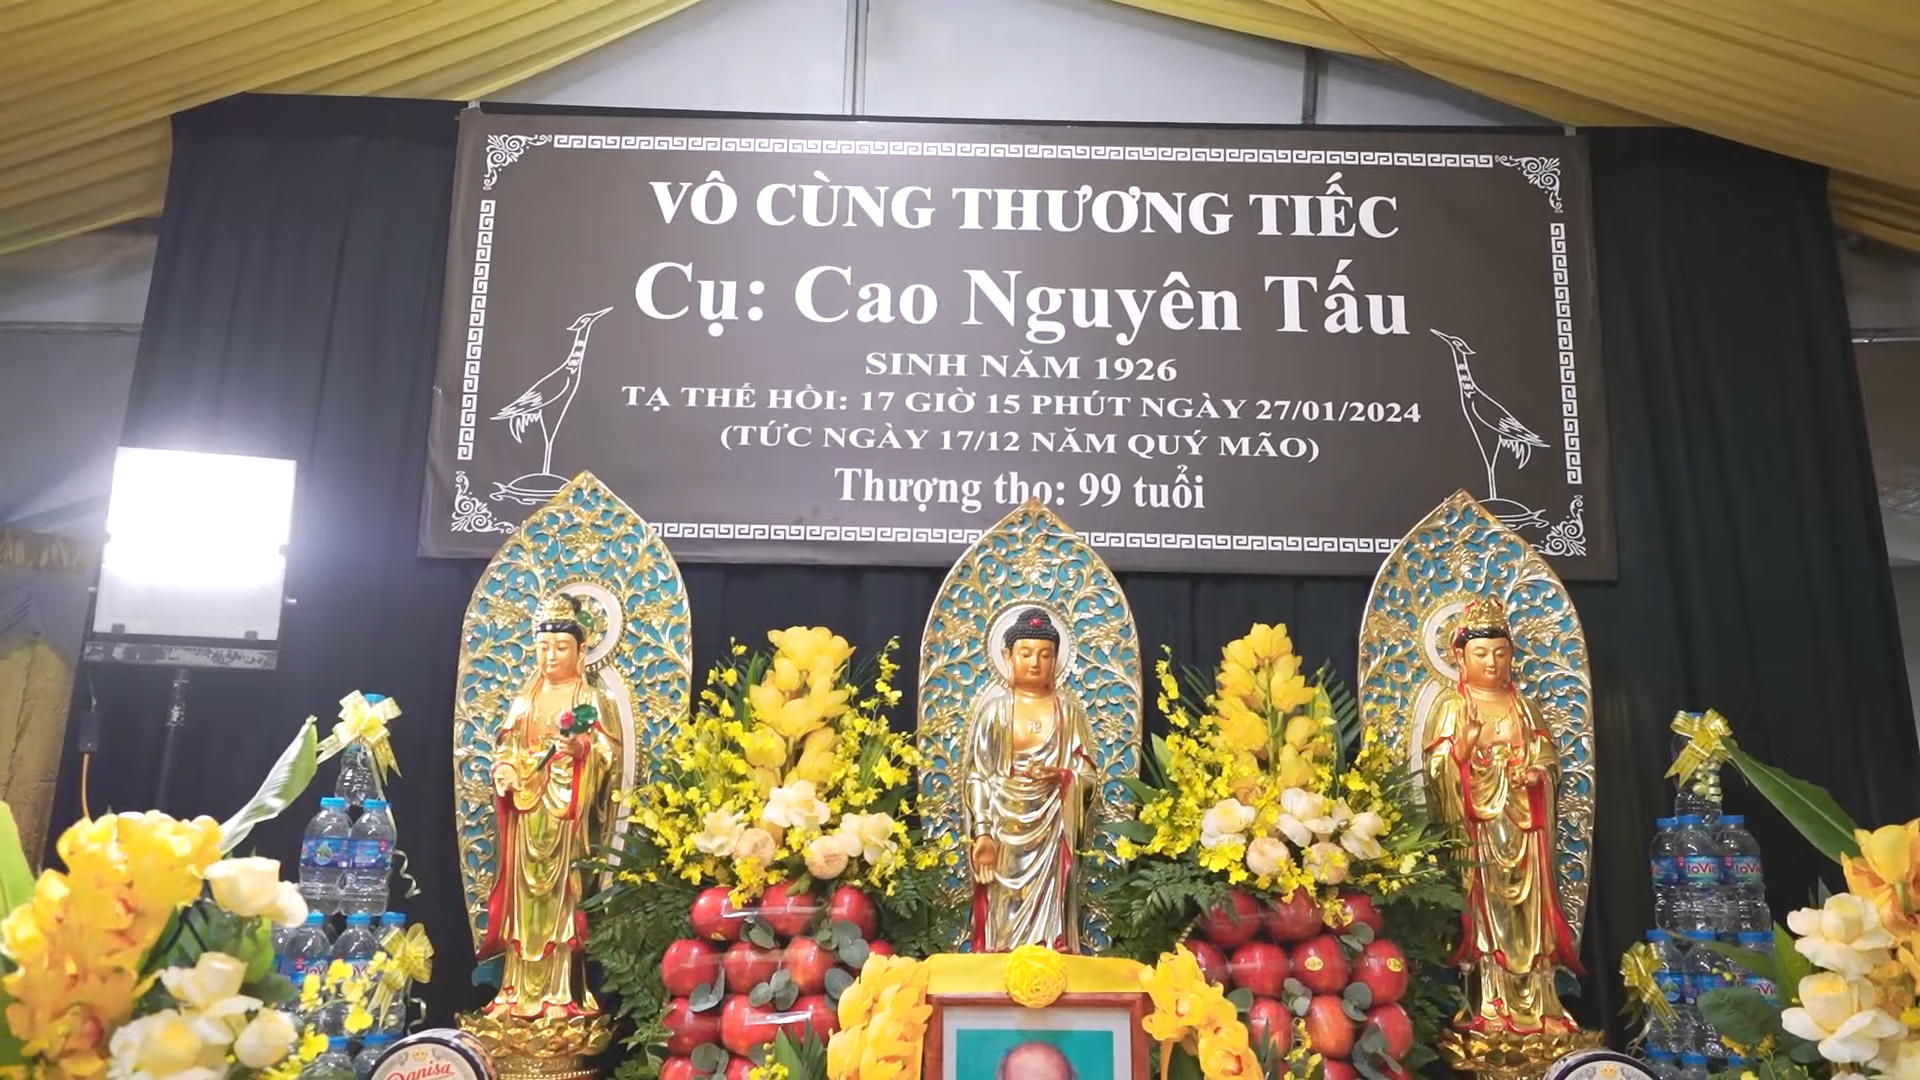 VÔ CÙNG THƯƠNG TIẾC
Cụ: Cao Nguyên Tấu
SINH NĂM 1926
TẠ THẾ HỒI: 17 GIỜ 15 PHÚT NGÀY 27/01/2024
(TỨC NGÀY 17/12 NĂM QUÝ MÃO)
Thượng thọ: 99 tuổi
Danisa